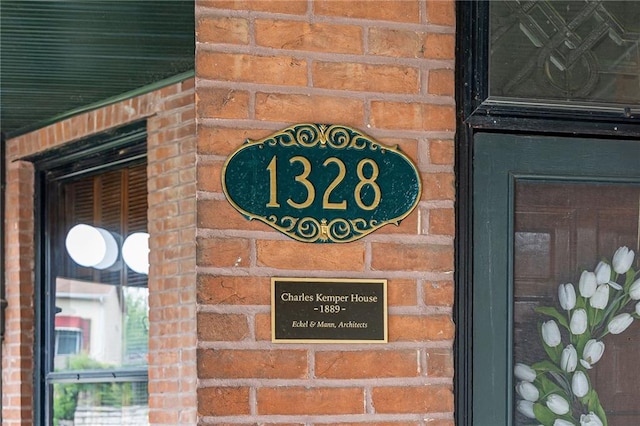 1328
Charles Kemper House
- 1889 -
Eckel & Mann, Architects